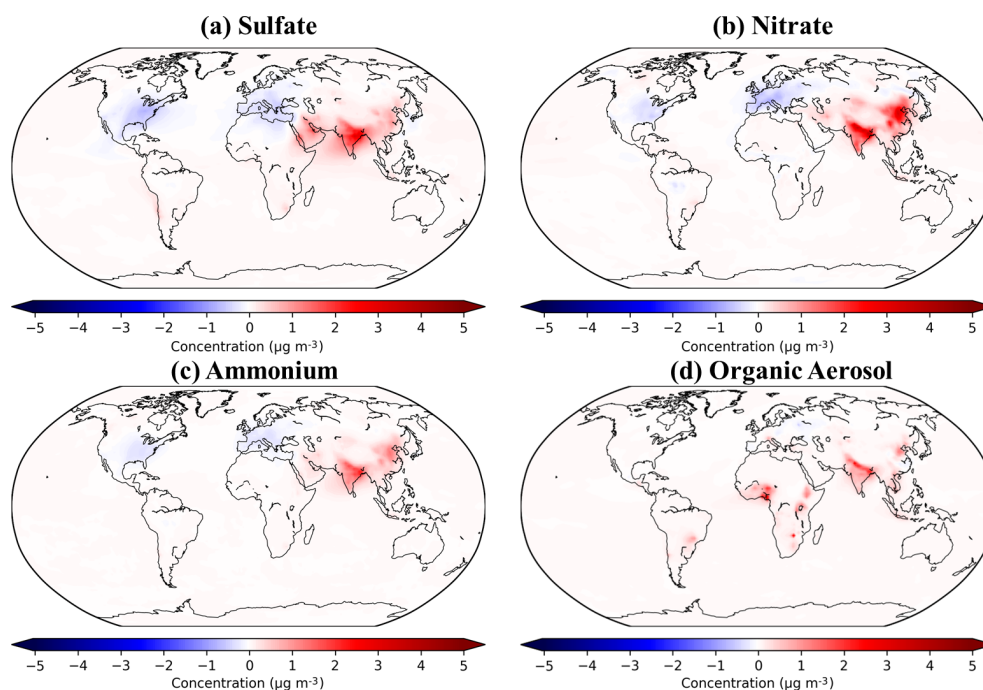 (a) Sulfate
(b) Nitrate
−5 −4 −3 −2 −1 0 1 2 3 4 5
Concentration (µg m⁻³)
−5 −4 −3 −2 −1 0 1 2 3 4 5
Concentration (µg m⁻³)
(c) Ammonium
(d) Organic Aerosol
−5 −4 −3 −2 −1 0 1 2 3 4 5
Concentration (µg m⁻³)
−5 −4 −3 −2 −1 0 1 2 3 4 5
Concentration (µg m⁻³)